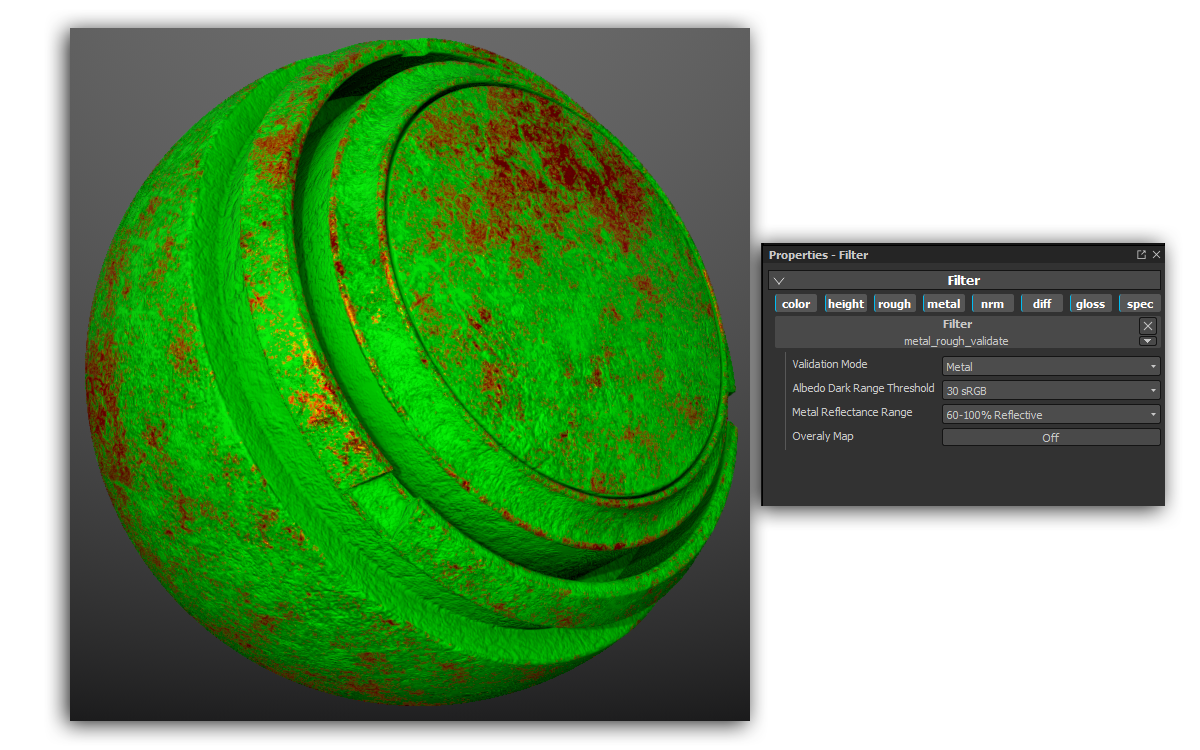 Properties - Filter
Filter
color height rough metal nrm diff gloss spec
Filter
metal_rough_validate
Validation Mode Metal
Albedo Dark Range Threshold 30 sRGB
Metal Reflectance Range 60-100% Reflective
Overaly Map Off